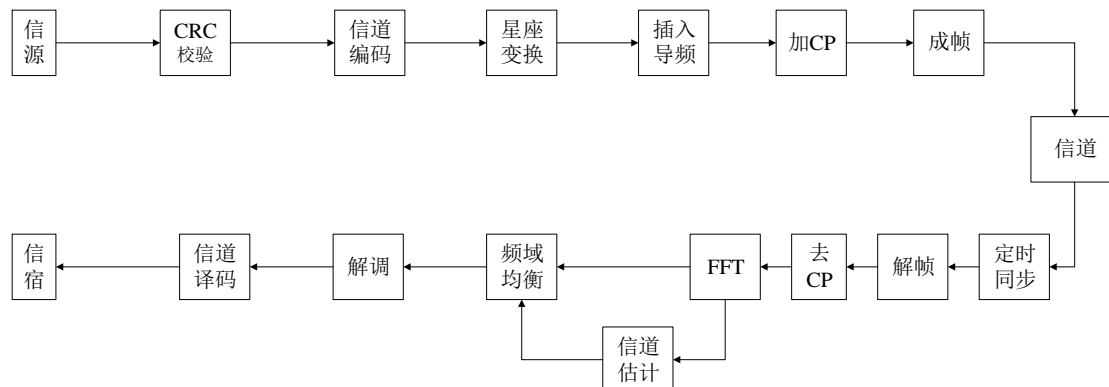 信
源
CRC
校验
信道
编码
星座
变换
插入
导频
加CP
成帧
信道
信
宿
信道
译码
解调
频域
均衡
FFT
去
CP
解帧
定时
同步
信道
估计